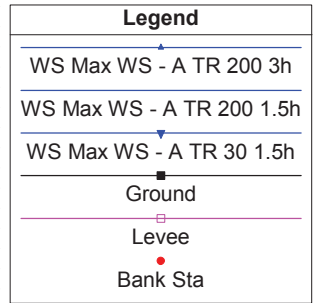 Legend
WS Max WS - A TR 200 3h
WS Max WS - A TR 200 1.5h
WS Max WS - A TR 30 1.5h
Ground
Levee
Bank Sta